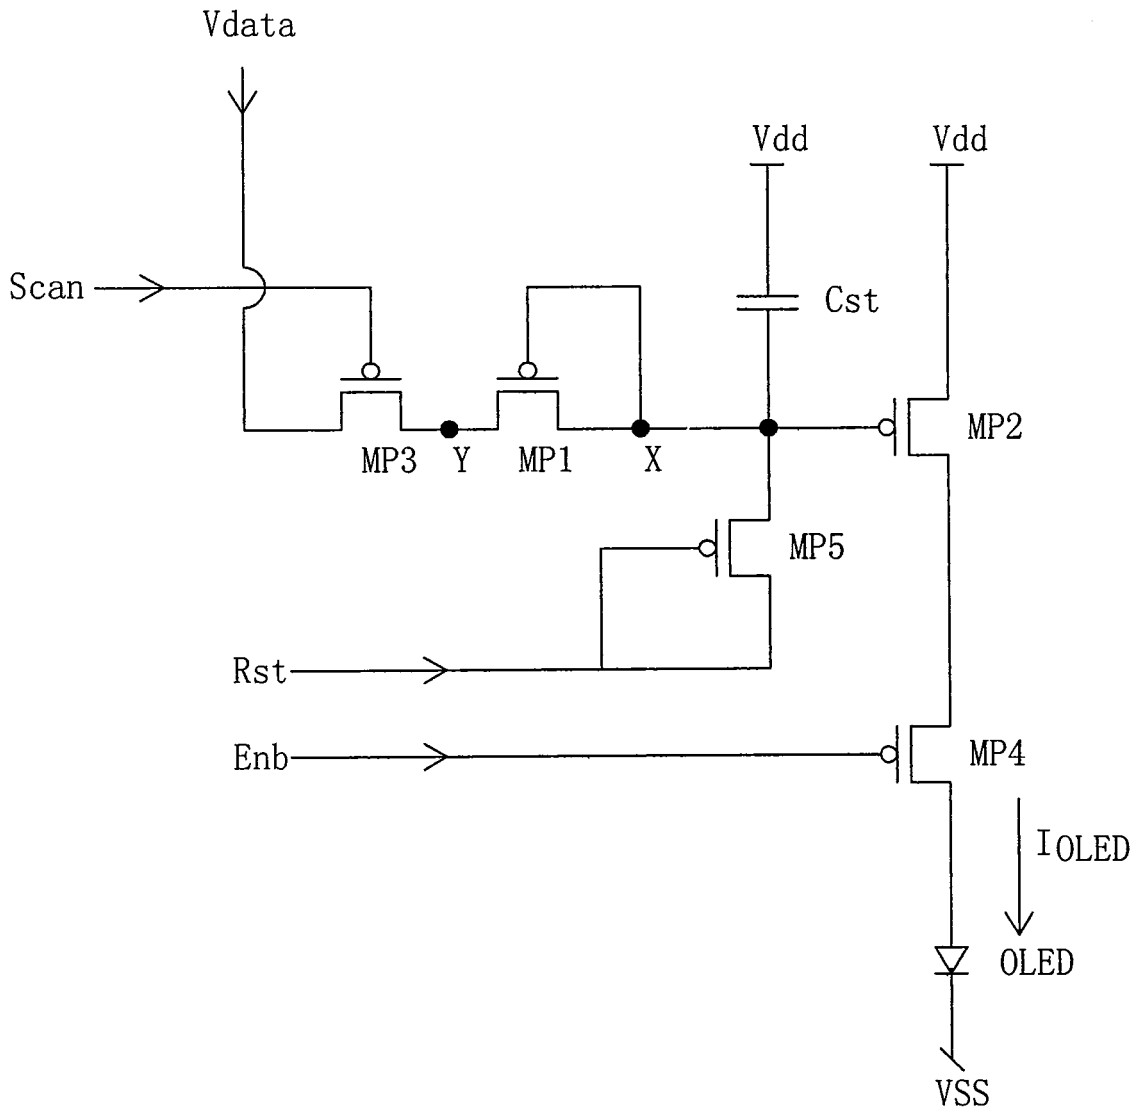 Vdata
Vdd Vdd
Scan
Cst
MP2
MP3 Y MP1 X
MP5
Rst
Enb
MP4
IOLED
OLED
VSS